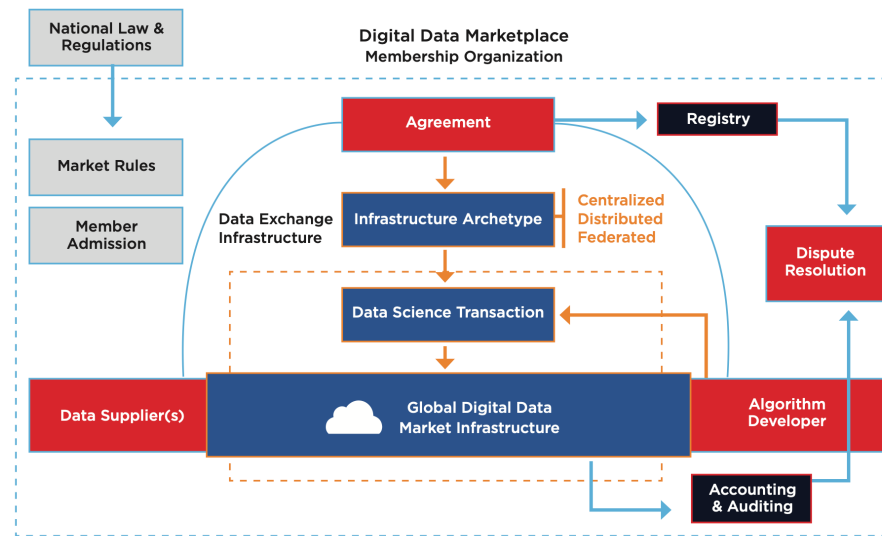 National Law &
Regulations
Digital Data Marketplace
Membership Organization
Agreement
Registry
Market Rules
Member
Admission
Data Exchange
Infrastructure
Infrastructure Archetype
Centralized
Distributed
Federated
Dispute
Resolution
Data Science Transaction
Data Supplier(s)
Global Digital Data
Market Infrastructure
Algorithm
Developer
Accounting
& Auditing